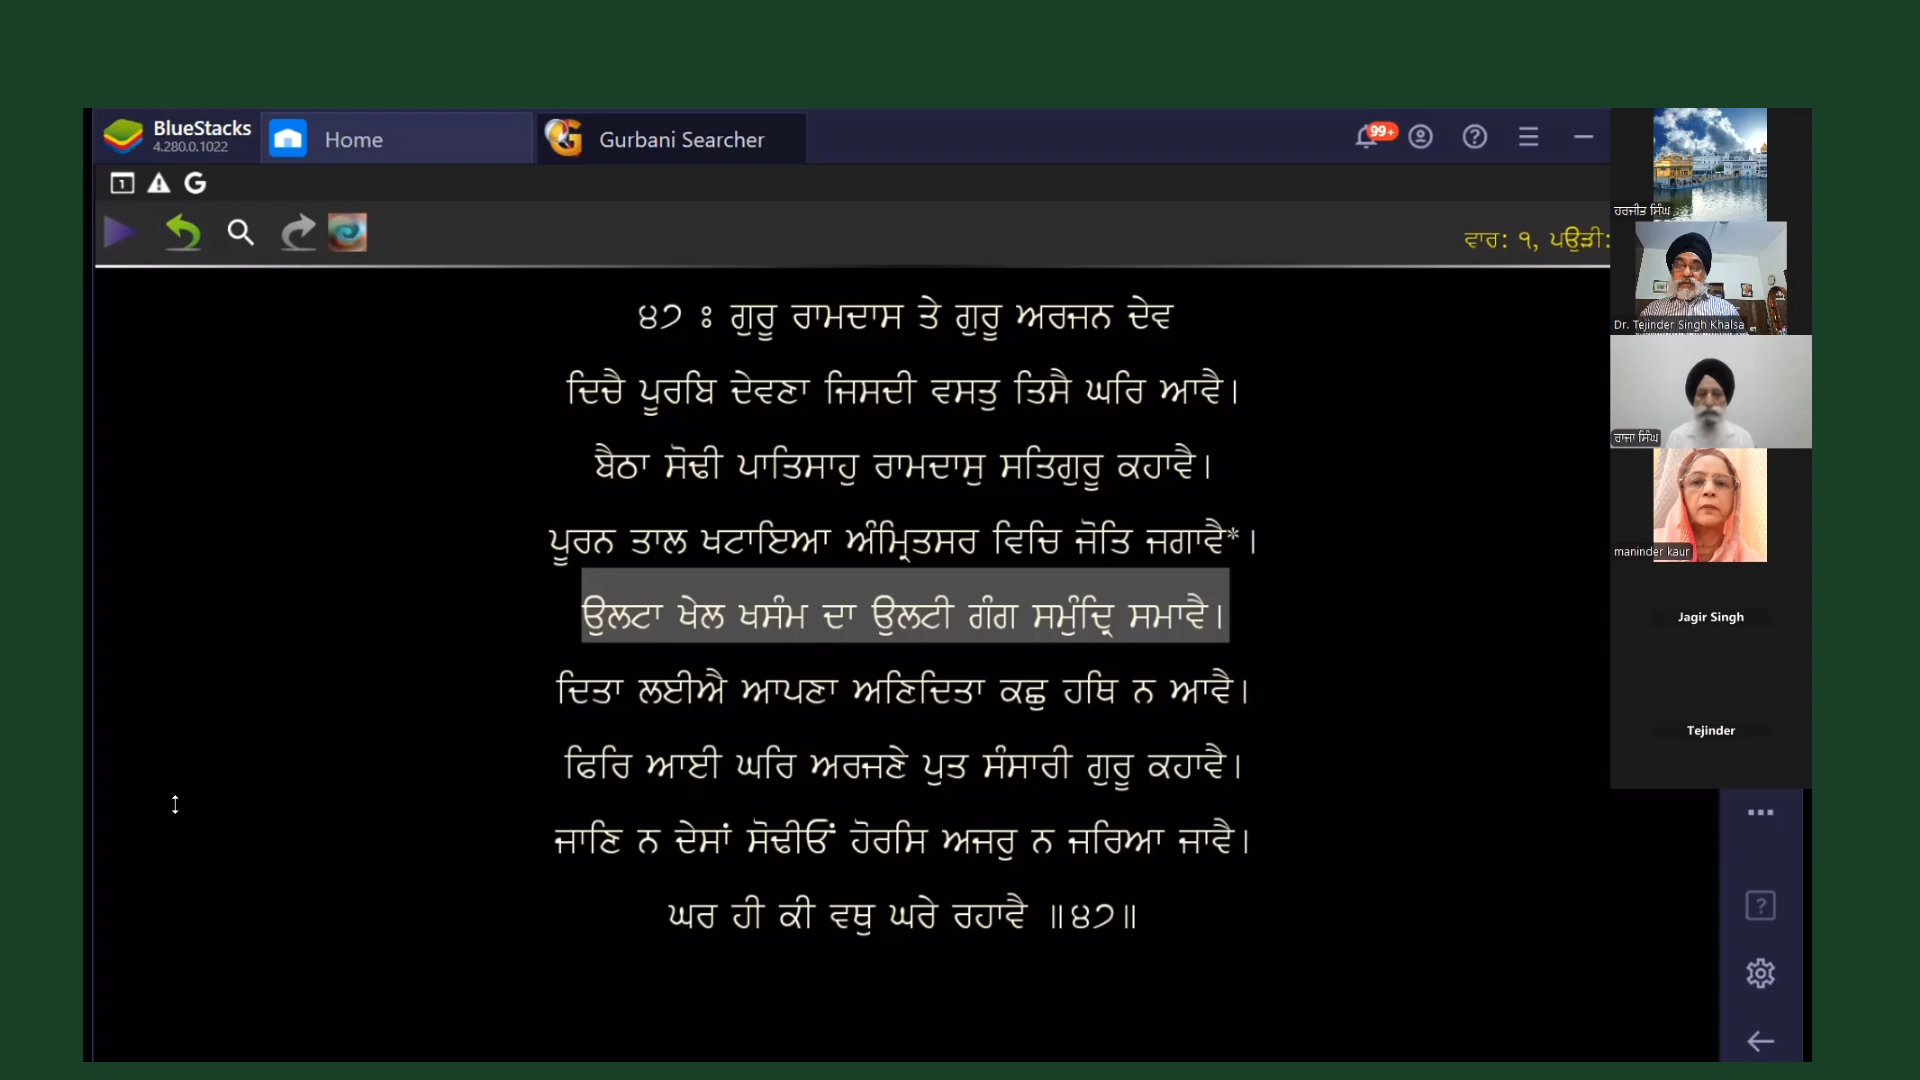 BlueStacks
4.280.0.1022
Home
Gurbani Searcher
99+
ਵਾਰ: ੧, ਪਉੜੀ:
੪੭ ਃ ਗੁਰੂ ਰਾਮਦਾਸ ਤੇ ਗੁਰੂ ਅਰਜਨ ਦੇਵ
ਦਿਚੈ ਪੂਰਬਿ ਦੇਵਣਾ ਜਿਸਦੀ ਵਸਤੁ ਤਿਸੈ ਘਰਿ ਆਵੈ।
ਬੈਠਾ ਸੋਢੀ ਪਾਤਿਸਾਹੁ ਰਾਮਦਾਸੁ ਸਤਿਗੁਰੂ ਕਹਾਵੈ।
ਪੂਰਨ ਤਾਲ ਖਟਾਇਆ ਅੰਮ੍ਰਿਤਸਰ ਵਿਚਿ ਜੋਤਿ ਜਗਾਵੈ*।
ਉਲਟਾ ਖੇਲ ਖਸੰਮ ਦਾ ਉਲਟੀ ਗੰਗ ਸਮੁੰਦ੍ਰਿ ਸਮਾਵੈ।
ਦਿਤਾ ਲਈਐ ਆਪਣਾ ਅਣਿਦਿਤਾ ਕਛੁ ਹਥਿ ਨ ਆਵੈ।
ਫਿਰਿ ਆਈ ਘਰਿ ਅਰਜਣੇ ਪੁਤ ਸੰਸਾਰੀ ਗੁਰੂ ਕਹਾਵੈ।
ਜਾਣਿ ਨ ਦੇਸਾਂ ਸੋਢੀਓਂ ਹੋਰਸਿ ਅਜਰੁ ਨ ਜਰਿਆ ਜਾਵੈ।
ਘਰ ਹੀ ਕੀ ਵਥੁ ਘਰੇ ਰਹਾਵੈ ॥੪੭॥
ਹਰਜੀਤ ਸਿੰਘ
Dr. Tejinder Singh Khalsa
ਰਾਜਾ ਸਿੰਘ
maninder kaur
Jagir Singh
Tejinder